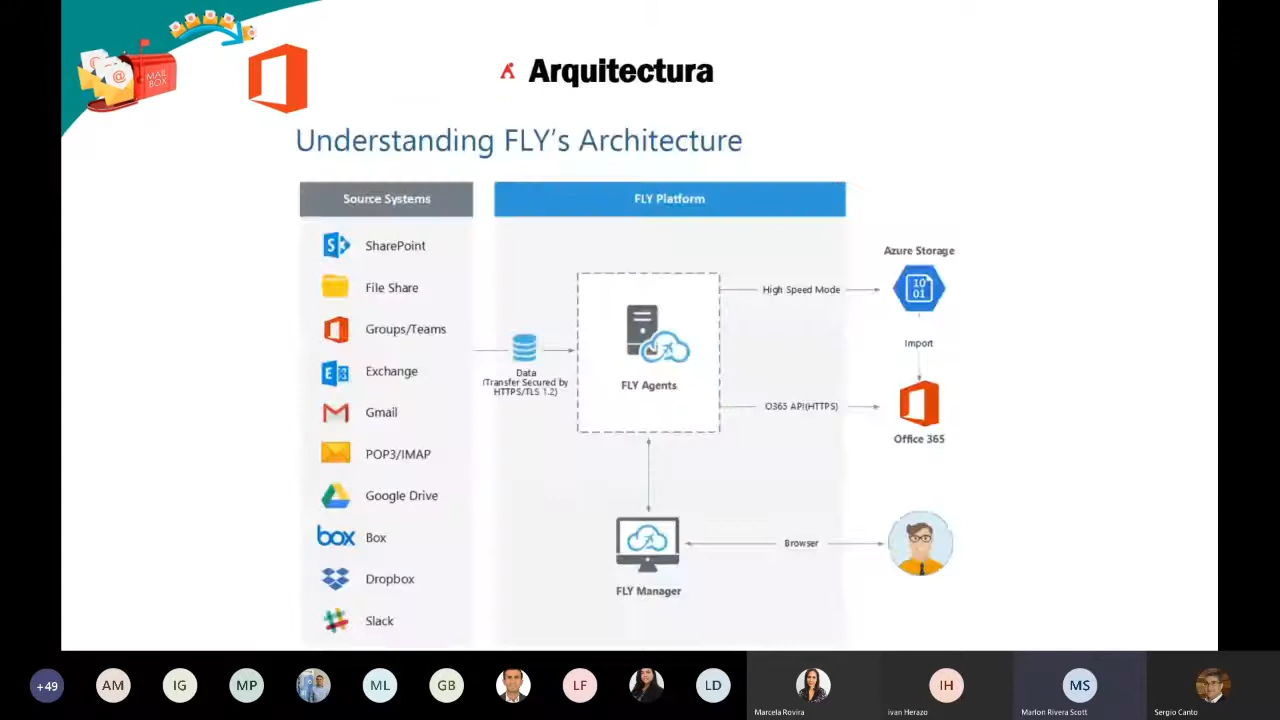 MAIL
BOX
Arquitectura
Understanding FLY's Architecture
Source Systems
FLY Platform
SharePoint
File Share
Groups/Teams
Exchange
Gmail
POP3/IMAP
Google Drive
box
Box
Dropbox
Slack
Data
(Transfer Secured by
HTTPS/TLS 1.2)
FLY Agents
FLY Manager
High Speed Mode
O365 API(HTTPS)
Browser
Azure Storage
10
01
Import
Office 365
+49
AM
IG
MP
ML
GB
LF
LD
Marcela Rovira
IH
ivan Herazo
MS
Marlon Rivera Scott
Sergio Canto